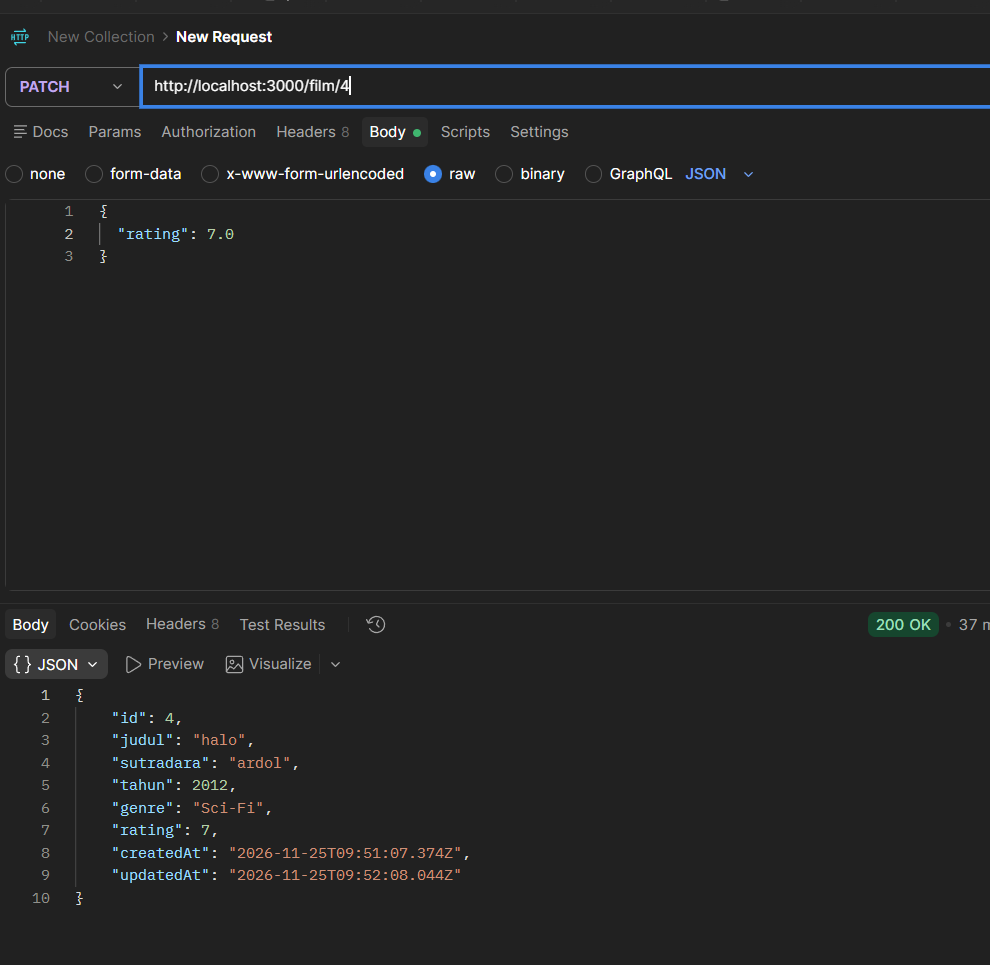 HTTP New Collection > New Request
PATCH http://localhost:3000/film/4
Docs Params Authorization Headers 8 Body Scripts Settings
none form-data x-www-form-urlencoded raw binary GraphQL JSON
1 {
2 "rating": 7.0
3 }
Body Cookies Headers 8 Test Results 200 OK • 37 m
{} JSON Preview Visualize
1 {
2 "id": 4,
3 "judul": "halo",
4 "sutradara": "ardol",
5 "tahun": 2012,
6 "genre": "Sci-Fi",
7 "rating": 7,
8 "createdAt": "2026-11-25T09:51:07.374Z",
9 "updatedAt": "2026-11-25T09:52:08.044Z"
10 }